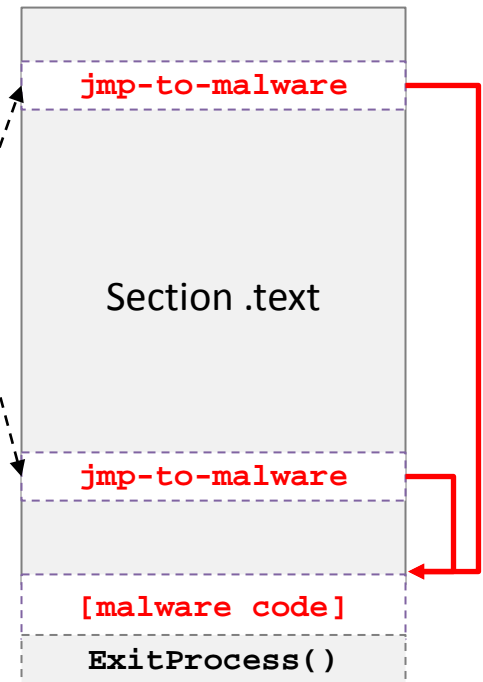 jmp-to-malware
Section .text
jmp-to-malware
[malware code]
ExitProcess()